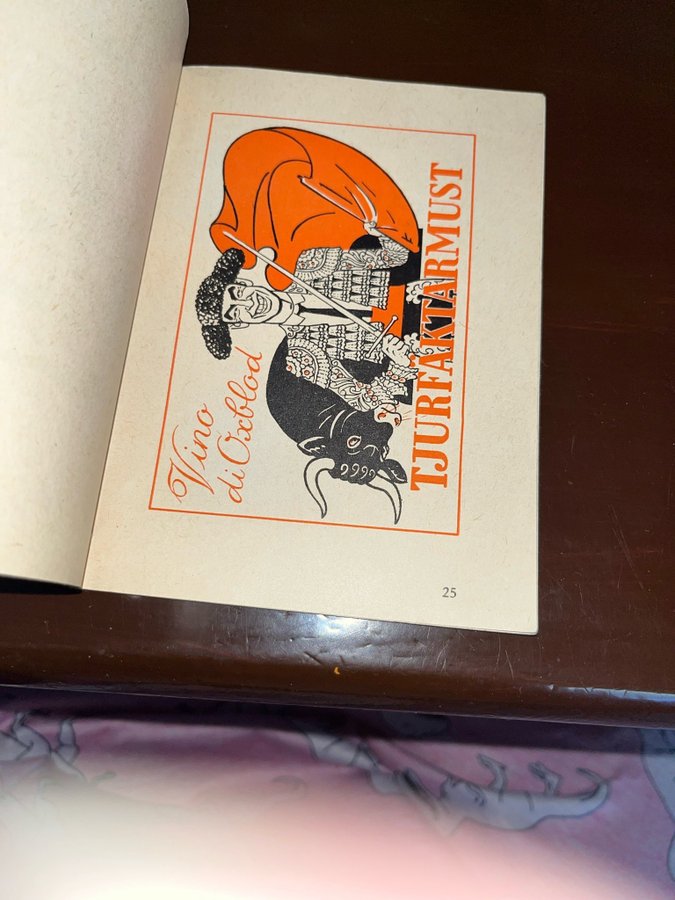 Vino
di Oxblod
TJURFÄKTARMUST
25